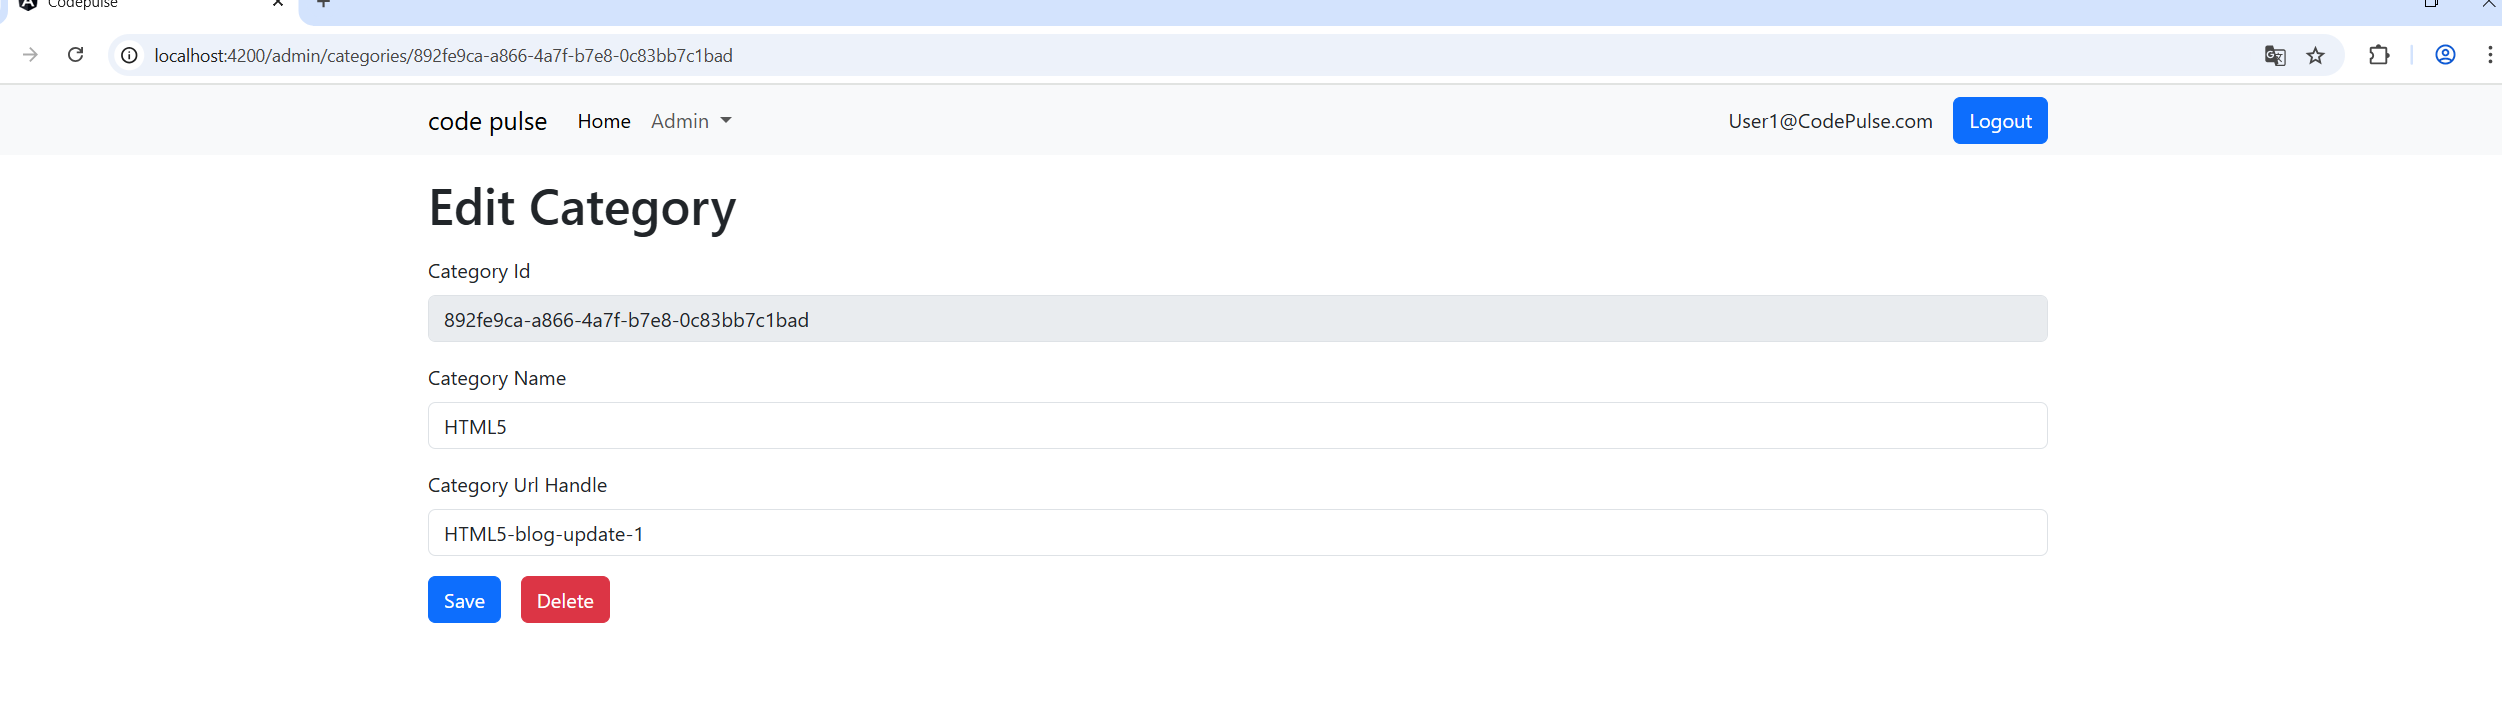 Codepulse
localhost:4200/admin/categories/892fe9ca-a866-4a7f-b7e8-0c83bb7c1bad
code pulse Home Admin User1@CodePulse.com Logout
Edit Category
Category Id
892fe9ca-a866-4a7f-b7e8-0c83bb7c1bad
Category Name
HTML5
Category Url Handle
HTML5-blog-update-1
Save Delete